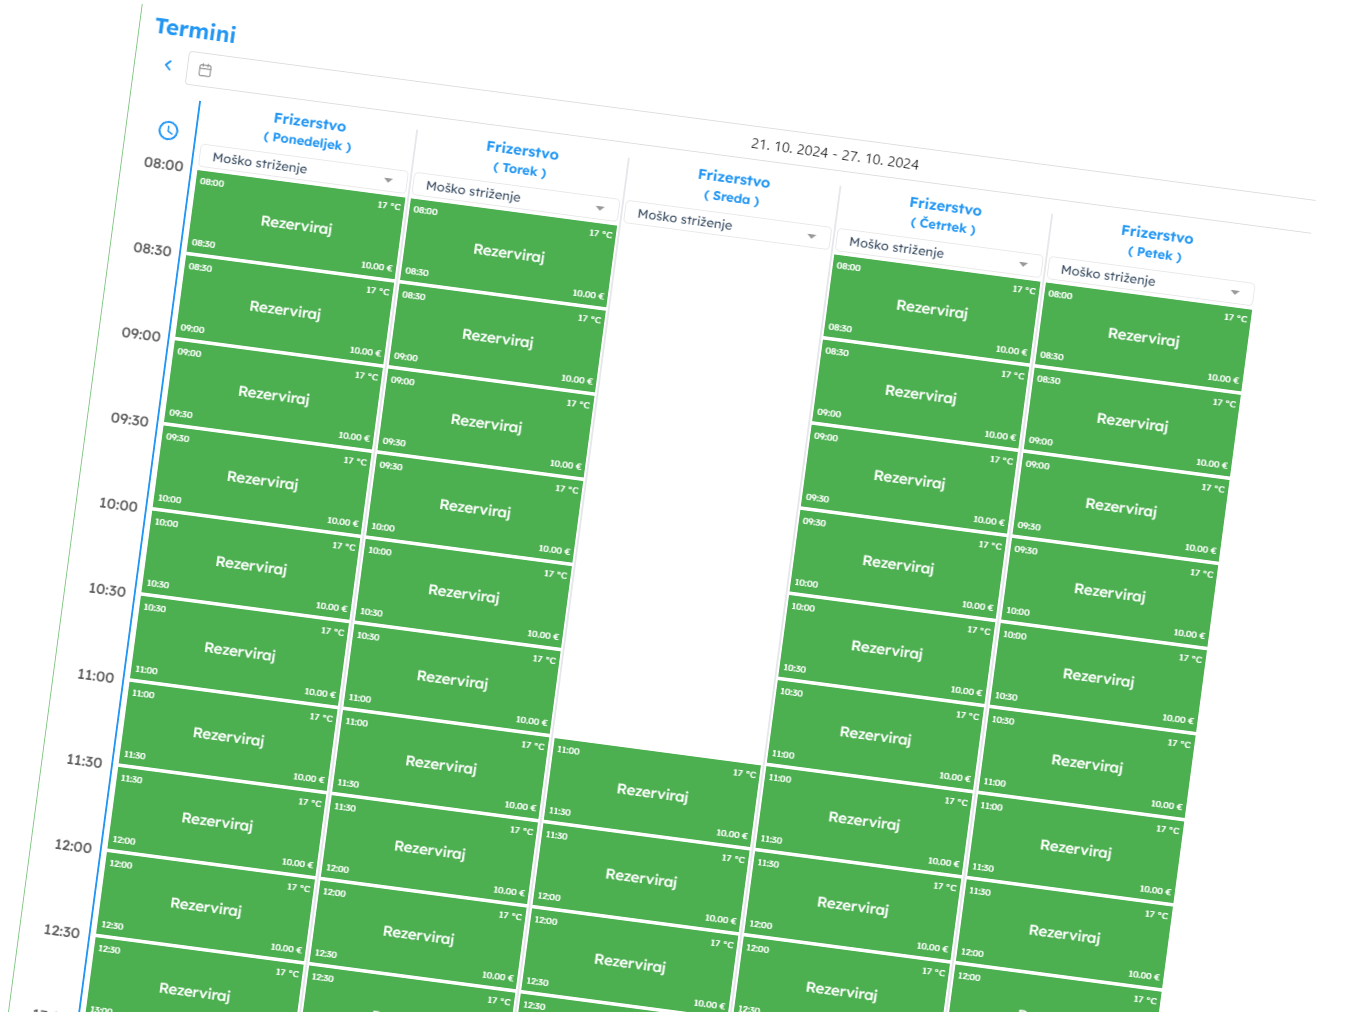 Termini
21. 10. 2024 - 27. 10. 2024
08:00
08:30
09:00
09:30
10:00
10:30
11:00
11:30
12:00
12:30
Frizerstvo
( Ponedeljek )
Moško striženje
08:00 17 °C
Rezerviraj
08:30 10.00 €
08:30 17 °C
Rezerviraj
09:00 10.00 €
09:00 17 °C
Rezerviraj
09:30 10.00 €
09:30 17 °C
Rezerviraj
10:00 10.00 €
10:00 17 °C
Rezerviraj
10:30 10.00 €
10:30 17 °C
Rezerviraj
11:00 10.00 €
11:00 17 °C
Rezerviraj
11:30 10.00 €
11:30 17 °C
Rezerviraj
12:00 10.00 €
12:00 17 °C
Rezerviraj
12:30 10.00 €
12:30 17 °C
Rezerviraj
13:00
Frizerstvo
( Torek )
Moško striženje
08:00 17 °C
Rezerviraj
08:30 10.00 €
08:30 17 °C
Rezerviraj
09:00 10.00 €
09:00 17 °C
Rezerviraj
09:30 10.00 €
09:30 17 °C
Rezerviraj
10:00 10.00 €
10:00 17 °C
Rezerviraj
10:30 10.00 €
10:30 17 °C
Rezerviraj
11:00 10.00 €
11:00 17 °C
Rezerviraj
11:30 10.00 €
11:30 17 °C
Rezerviraj
12:00 10.00 €
12:00 17 °C
Rezerviraj
12:30 10.00 €
12:30 17 °C
Frizerstvo
( Sreda )
Moško striženje
11:00 17 °C
Rezerviraj
11:30 10.00 €
11:30 17 °C
Rezerviraj
12:00 10.00 €
12:00 17 °C
Rezerviraj
12:30 10.00 €
12:30
Frizerstvo
( Četrtek )
Moško striženje
08:00 17 °C
Rezerviraj
08:30 10.00 €
08:30 17 °C
Rezerviraj
09:00 10.00 €
09:00 17 °C
Rezerviraj
09:30 10.00 €
09:30 17 °C
Rezerviraj
10:00 10.00 €
10:00 17 °C
Rezerviraj
10:30 10.00 €
10:30 17 °C
Rezerviraj
11:00 10.00 €
11:00 17 °C
Rezerviraj
11:30 10.00 €
11:30 17 °C
Rezerviraj
12:00 10.00 €
12:00 17 °C
Rezerviraj
12:30
Frizerstvo
( Petek )
Moško striženje
08:00 17 °C
Rezerviraj
08:30 10.00 €
08:30 17 °C
Rezerviraj
09:00 10.00 €
09:00 17 °C
Rezerviraj
09:30 10.00 €
09:30 17 °C
Rezerviraj
10:00 10.00 €
10:00 17 °C
Rezerviraj
10:30 10.00 €
10:30 17 °C
Rezerviraj
11:00 10.00 €
11:00 17 °C
Rezerviraj
11:30 10.00 €
11:30 17 °C
Rezerviraj
12:00 10.00 €
12:00 17 °C